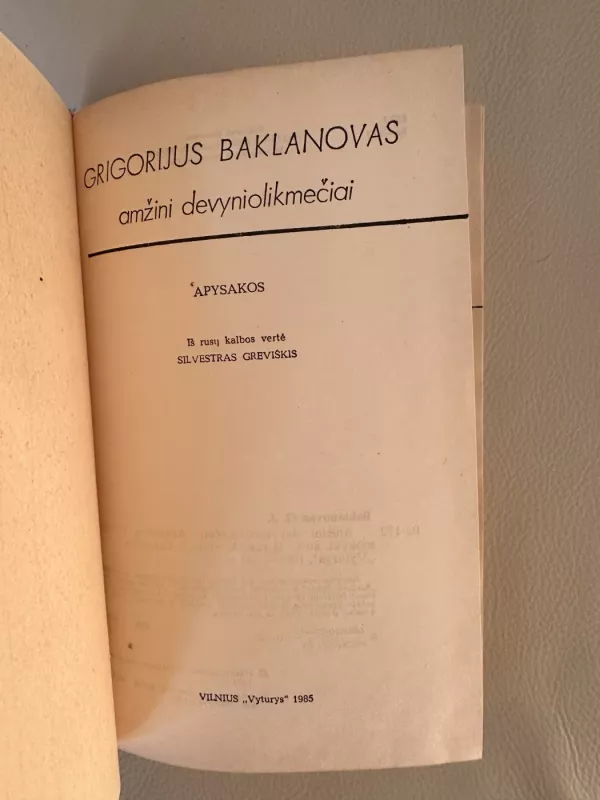 GRIGORIJUS BAKLANOVAS
amžini devyniolikmečiai
APYSAKOS
Iš rusų kalbos vertė
SILVESTRAS GREVIŠKIS
VILNIUS „Vyturys" 1985